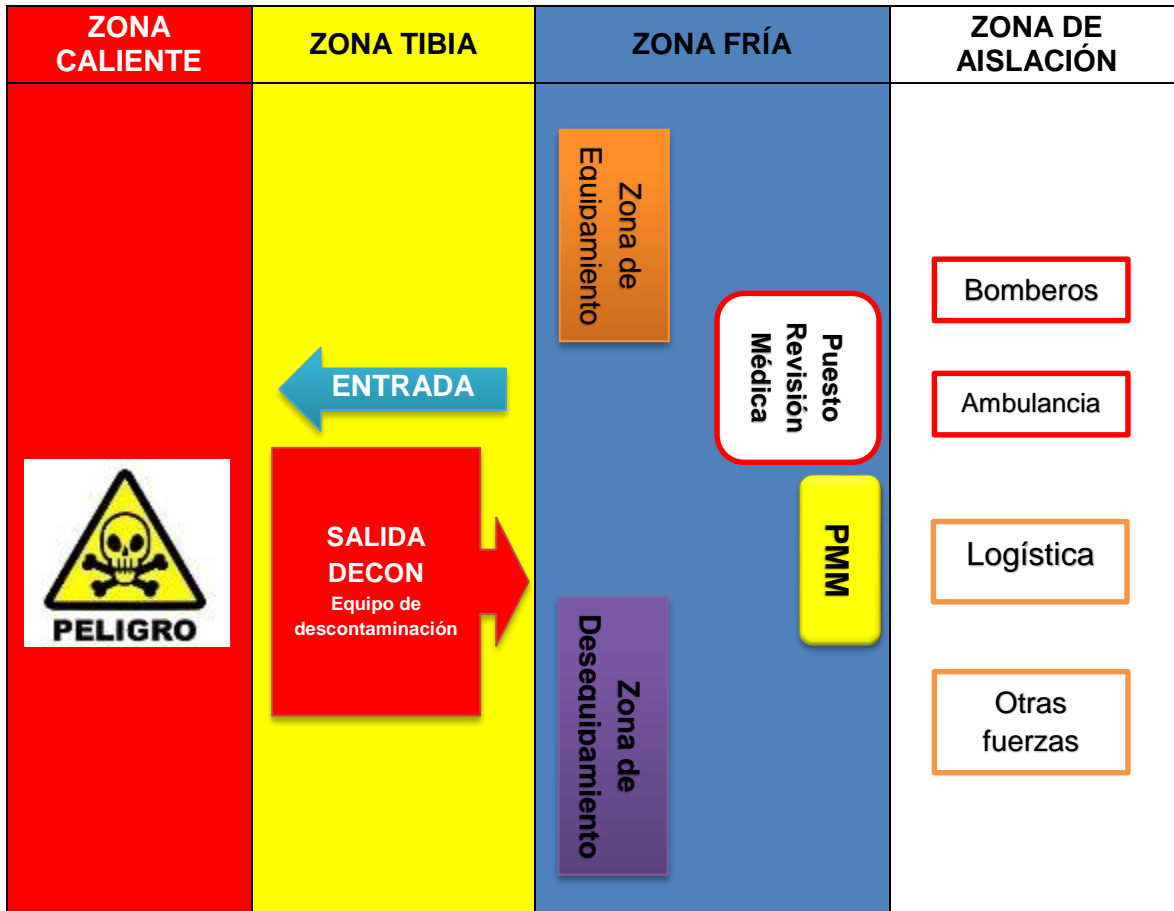 ZONA
CALIENTE
ZONA TIBIA
ZONA FRÍA
ZONA DE
AISLACIÓN
PELIGRO
ENTRADA
SALIDA
DECON
Equipo de
descontaminación
Zona de
Equipamiento
Puesto
Revisión
Médica
PMM
Zona de
Desequipamiento
Bomberos
Ambulancia
Logística
Otras
fuerzas